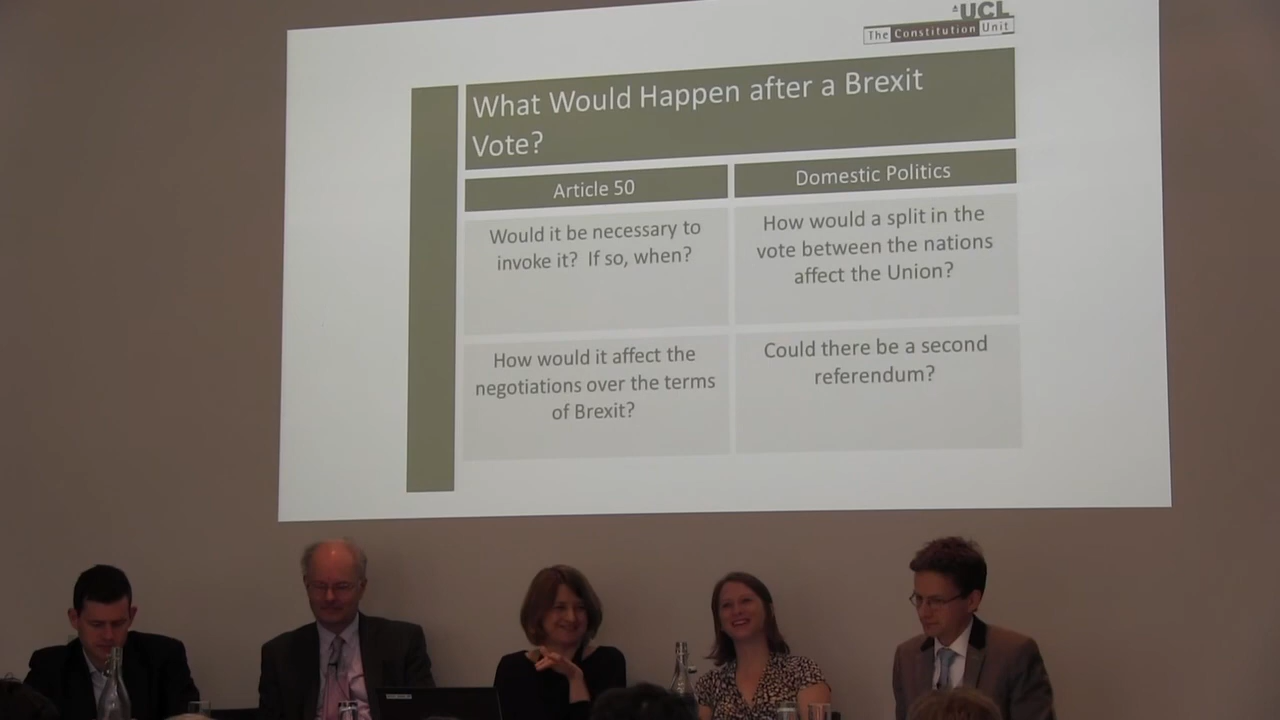 UCL
The Constitution Unit
What Would Happen after a Brexit
Vote?
Article 50
Domestic Politics
Would it be necessary to
invoke it? If so, when?
How would a split in the
vote between the nations
affect the Union?
How would it affect the
negotiations over the terms
of Brexit?
Could there be a second
referendum?